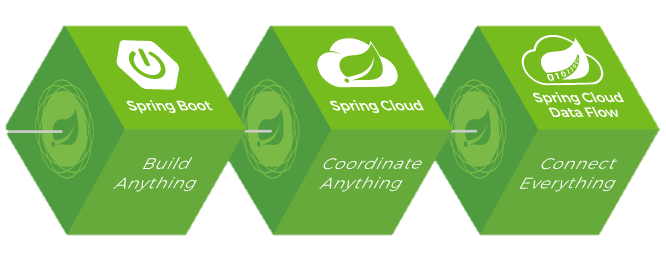 Spring Boot
Build
Anything
Spring Cloud
Coordinate
Anything
Spring Cloud
Data Flow
Connect
Everything